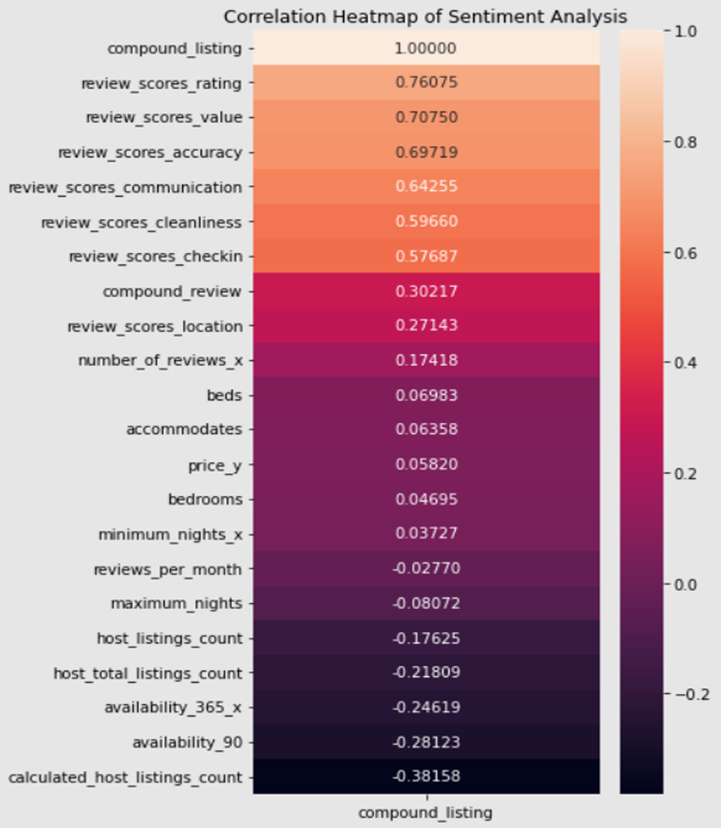 Correlation Heatmap of Sentiment Analysis
compound_listing 1.00000
review_scores_rating 0.76075
review_scores_value 0.70750
review_scores_accuracy 0.69719
review_scores_communication 0.64255
review_scores_cleanliness 0.59660
review_scores_checkin 0.57687
compound_review 0.30217
review_scores_location 0.27143
number_of_reviews_x 0.17418
beds 0.06983
accommodates 0.06358
price_y 0.05820
bedrooms 0.04695
minimum_nights_x 0.03727
reviews_per_month -0.02770
maximum_nights -0.08072
host_listings_count -0.17625
host_total_listings_count -0.21809
availability_365_x -0.24619
availability_90 -0.28123
calculated_host_listings_count -0.38158
compound_listing
1.0
0.8
0.6
0.4
0.2
0.0
−0.2